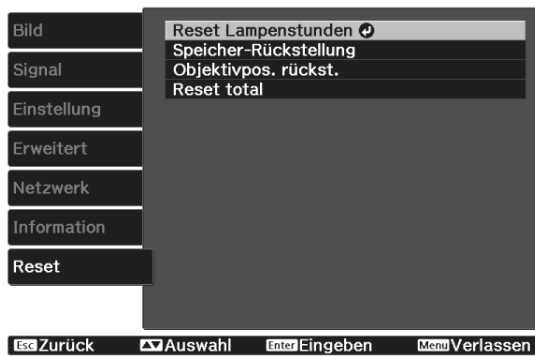 Bild
Signal
Einstellung
Erweitert
Netzwerk
Information
Reset
Reset Lampenstunden
Speicher-Rückstellung
Objektivpos. rückst.
Reset total
Esc Zurück Auswahl Enter Eingeben Menu Verlassen